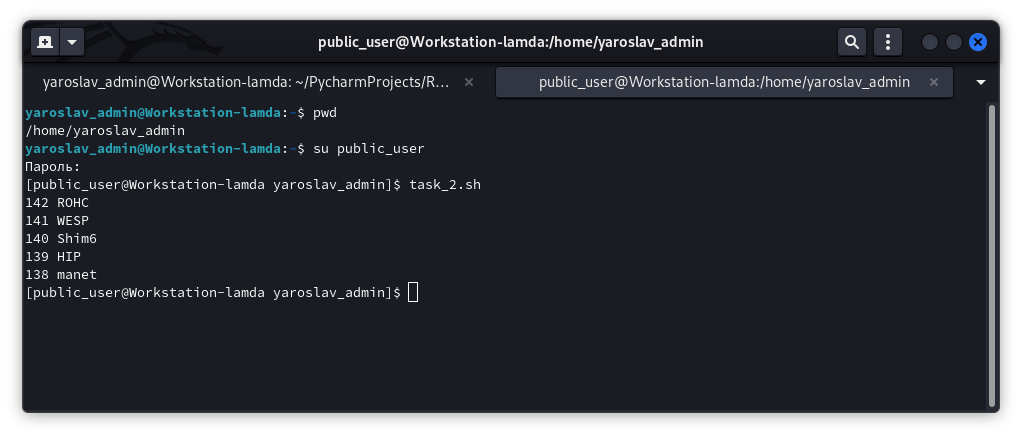 public_user@Workstation-lamda:/home/yaroslav_admin
yaroslav_admin@Workstation-lamda: ~/PycharmProjects/R...
public_user@Workstation-lamda:/home/yaroslav_admin
yaroslav_admin@Workstation-lamda:~$ pwd
/home/yaroslav_admin
yaroslav_admin@Workstation-lamda:~$ su public_user
Пароль:
[public_user@Workstation-lamda yaroslav_admin]$ task_2.sh
142 ROHC
141 WESP
140 Shim6
139 HIP
138 manet
[public_user@Workstation-lamda yaroslav_admin]$